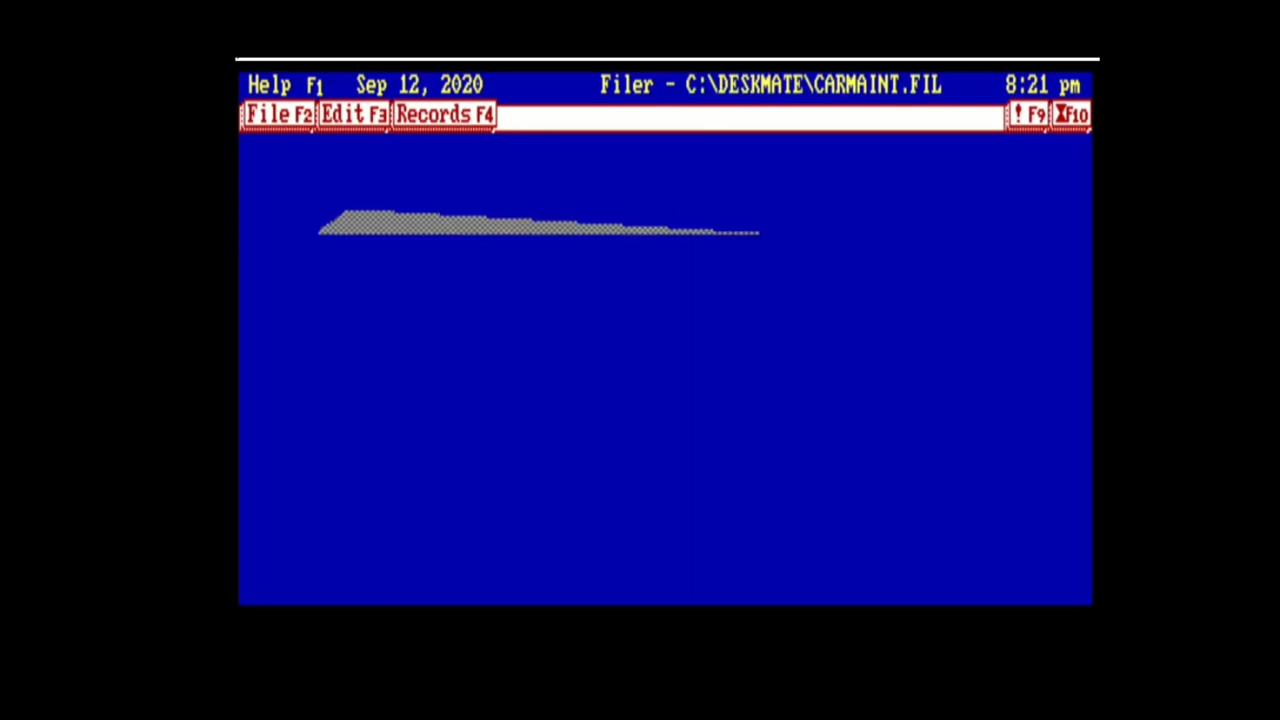 Help F1 Sep 12, 2020 Filer - C:\DESKMATE\CARMAINT.FIL 8:21 pm
File F2 Edit F3 Records F4 ! F9 F10